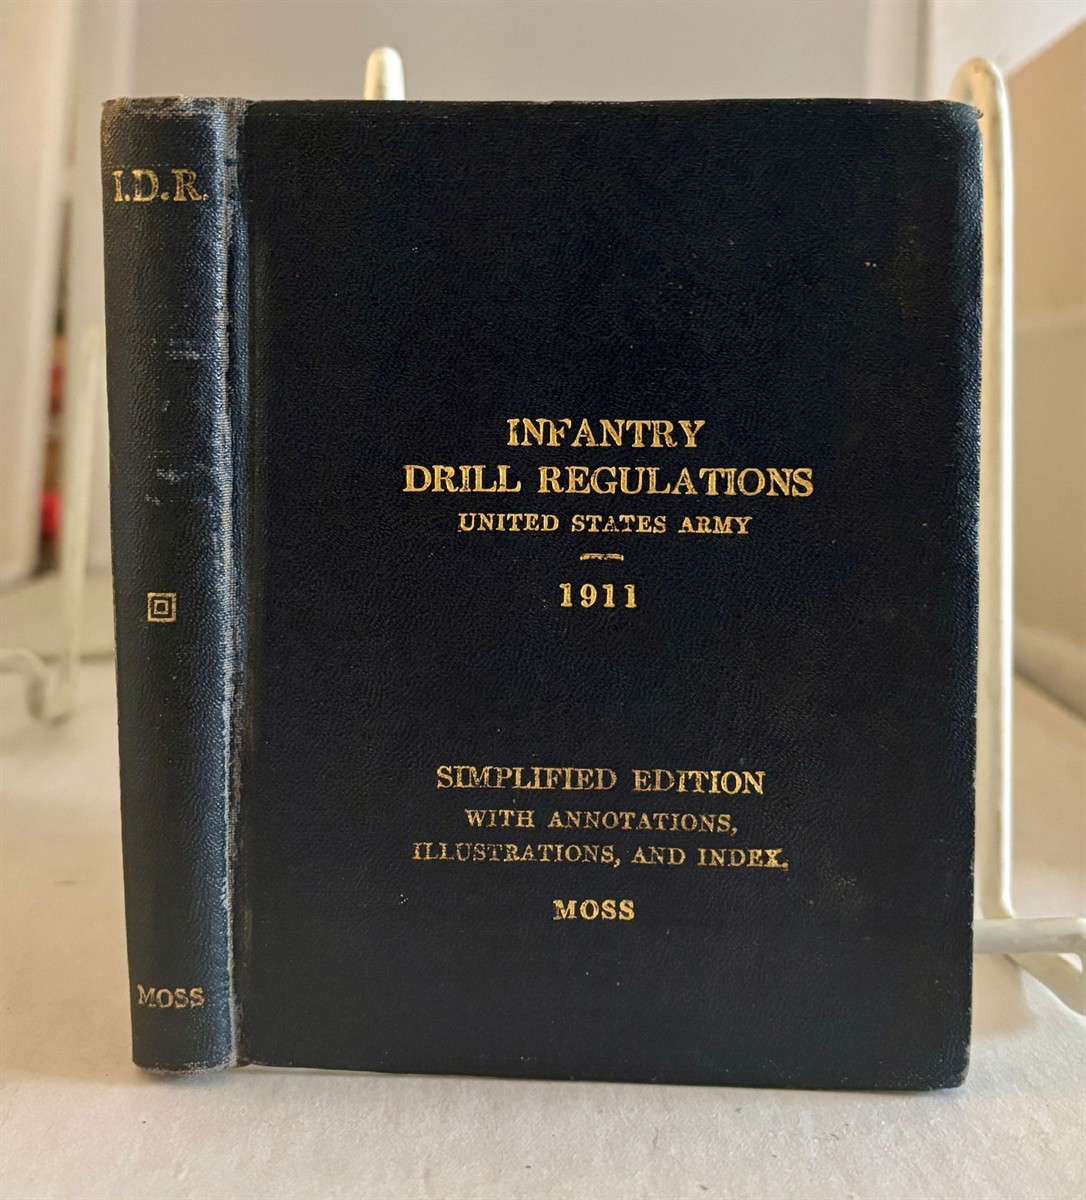 I.D.R.
MOSS
INFANTRY
DRILL REGULATIONS
UNITED STATES ARMY
1911
SIMPLIFIED EDITION
WITH ANNOTATIONS,
ILLUSTRATIONS, AND INDEX.
MOSS